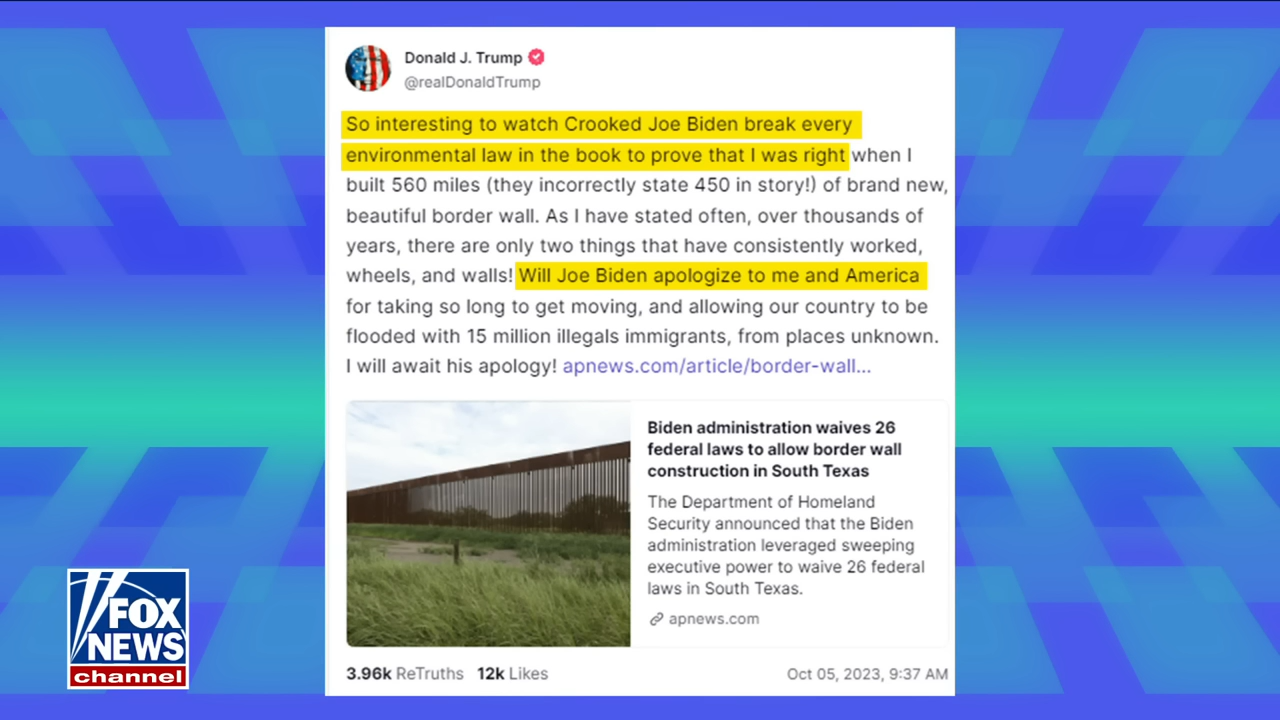 Donald J. Trump
@realDonaldTrump
So interesting to watch Crooked Joe Biden break every
environmental law in the book to prove that I was right when I
built 560 miles (they incorrectly state 450 in story!) of brand new,
beautiful border wall. As I have stated often, over thousands of
years, there are only two things that have consistently worked,
wheels, and walls! Will Joe Biden apologize to me and America
for taking so long to get moving, and allowing our country to be
flooded with 15 million illegals immigrants, from places unknown.
I will await his apology! apnews.com/article/border-wall...
Biden administration waives 26
federal laws to allow border wall
construction in South Texas
The Department of Homeland
Security announced that the Biden
administration leveraged sweeping
executive power to waive 26 federal
laws in South Texas.
apnews.com
3.96k ReTruths 12k Likes
Oct 05, 2023, 9:37 AM
FOX
NEWS
channel